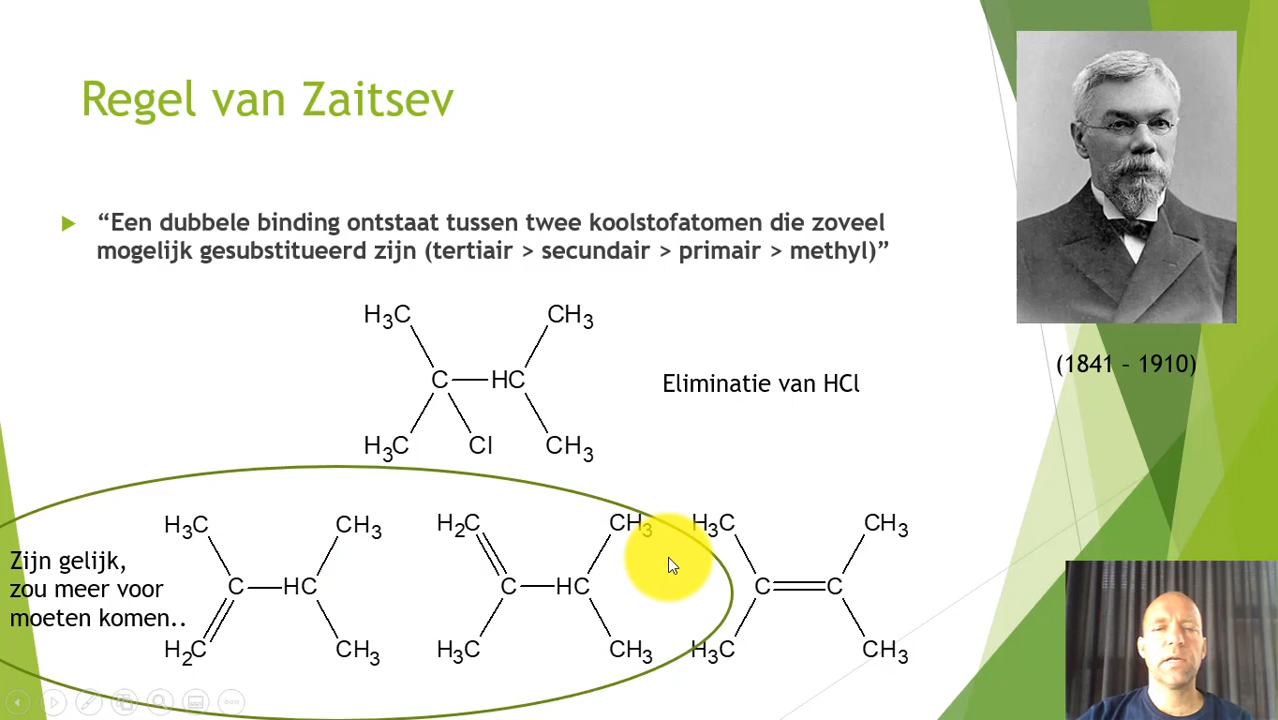 Regel van Zaitsev
“Een dubbele binding ontstaat tussen twee koolstofatomen die zoveel
mogelijk gesubstitueerd zijn (tertiair > secundair > primair > methyl)”
H3C CH3
C HC
H3C Cl CH3
Eliminatie van HCl
(1841 – 1910)
Zijn gelijk,
zou meer voor
moeten komen..
H3C CH3
C HC
H2C CH3
H2C CH3
C HC
H3C CH3
H3C CH3
C C
H3C CH3